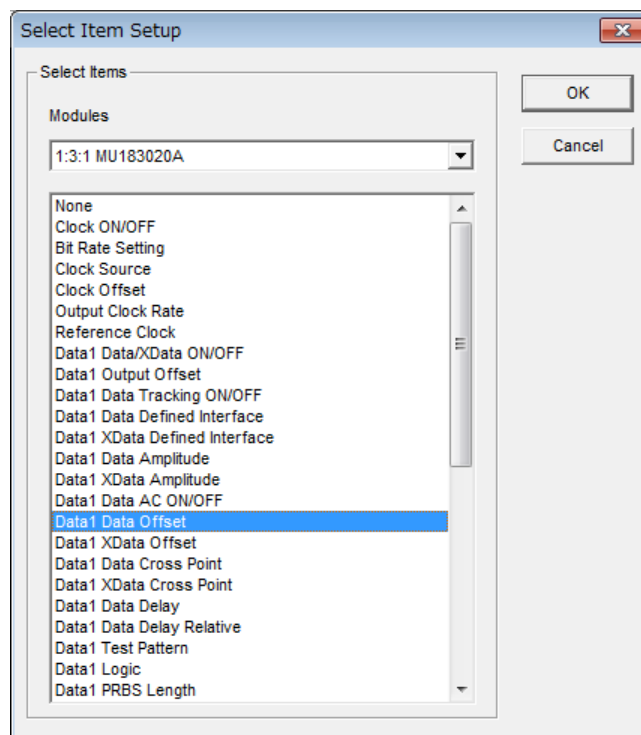 Select Item Setup
Select Items
OK
Modules
Cancel
1:3:1 MU183020A
None
Clock ON/OFF
Bit Rate Setting
Clock Source
Clock Offset
Output Clock Rate
Reference Clock
Data1 Data/XData ON/OFF
Data1 Output Offset
Data1 Data Tracking ON/OFF
Data1 Data Defined Interface
Data1 XData Defined Interface
Data1 Data Amplitude
Data1 XData Amplitude
Data1 Data AC ON/OFF
Data1 Data Offset
Data1 XData Offset
Data1 Data Cross Point
Data1 XData Cross Point
Data1 Data Delay
Data1 Data Delay Relative
Data1 Test Pattern
Data1 Logic
Data1 PRBS Length